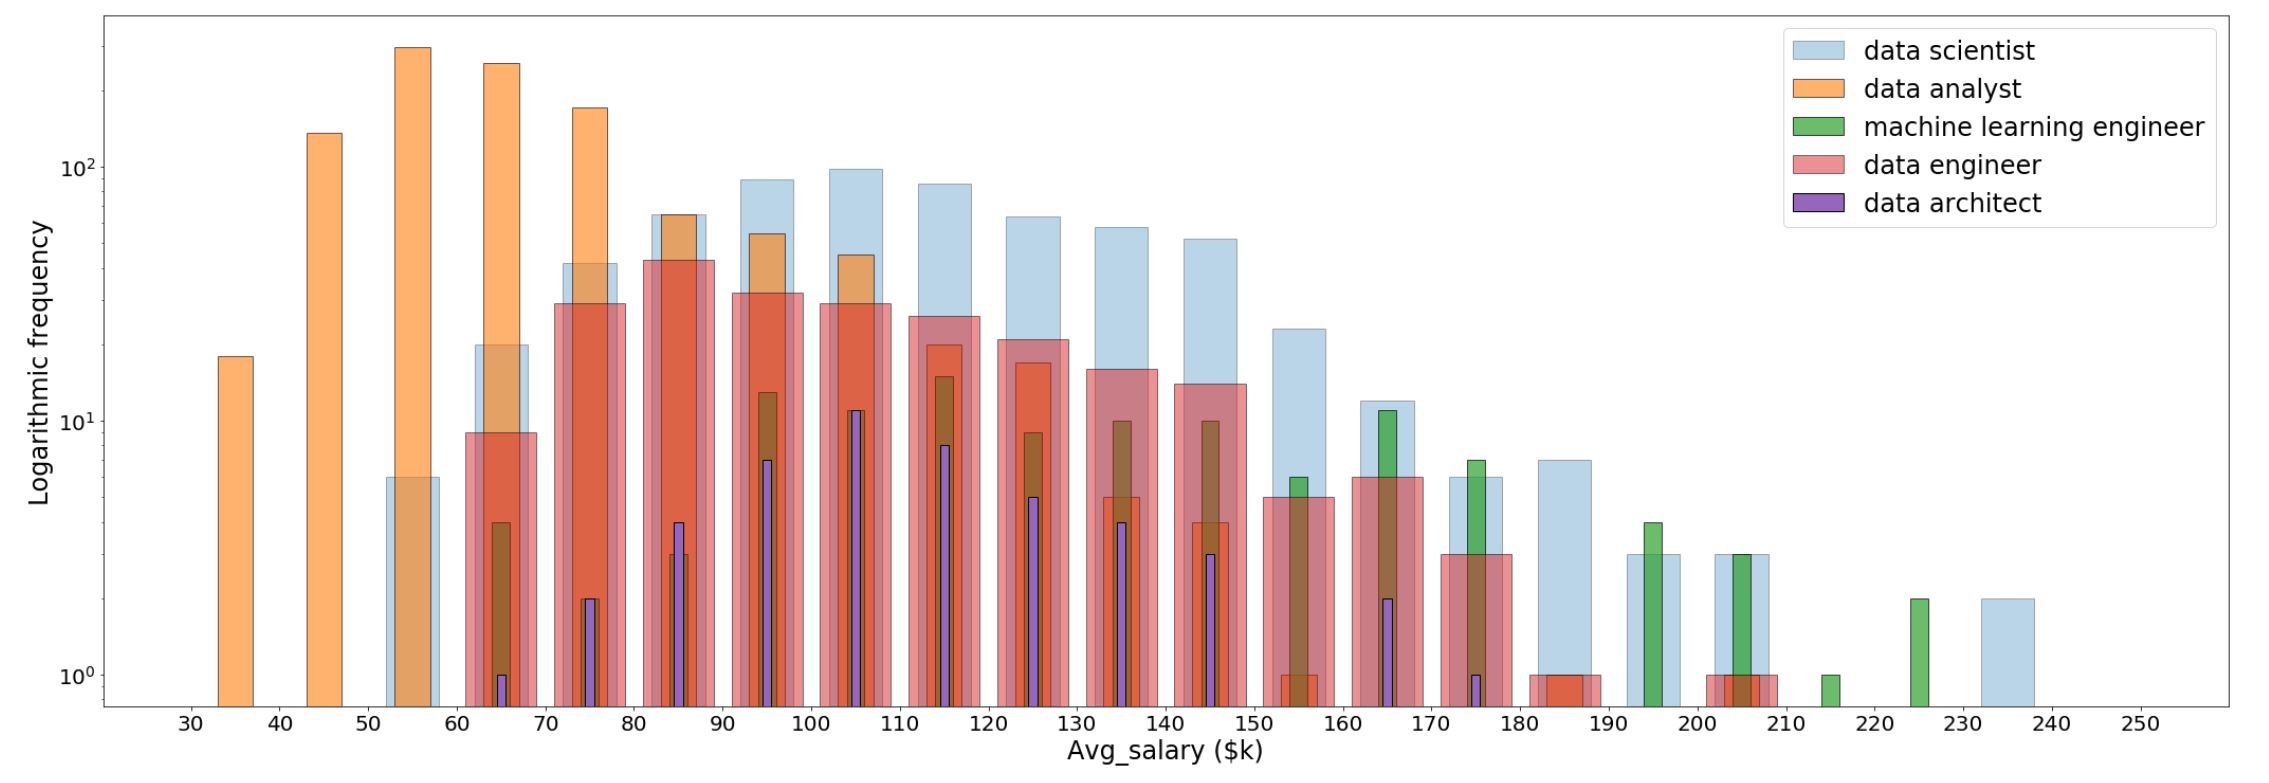 data scientist
data analyst
machine learning engineer
data engineer
data architect
Logarithmic frequency
10²
10¹
10⁰
30 40 50 60 70 80 90 100 110 120 130 140 150 160 170 180 190 200 210 220 230 240 250
Avg_salary ($k)